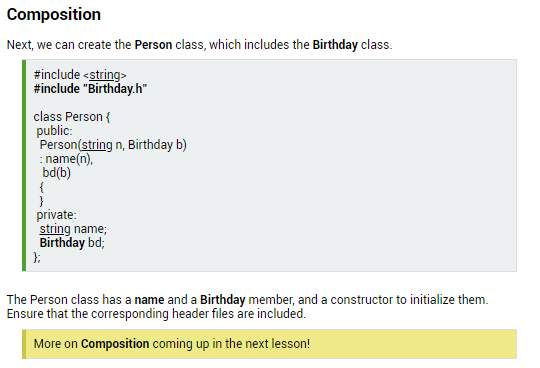 Composition
Next, we can create the Person class, which includes the Birthday class.
#include <string>
#include "Birthday.h"
class Person {
public:
Person(string n, Birthday b)
: name(n),
bd(b)
{
}
private:
string name;
Birthday bd;
};
The Person class has a name and a Birthday member, and a constructor to initialize them.
Ensure that the corresponding header files are included.
More on Composition coming up in the next lesson!